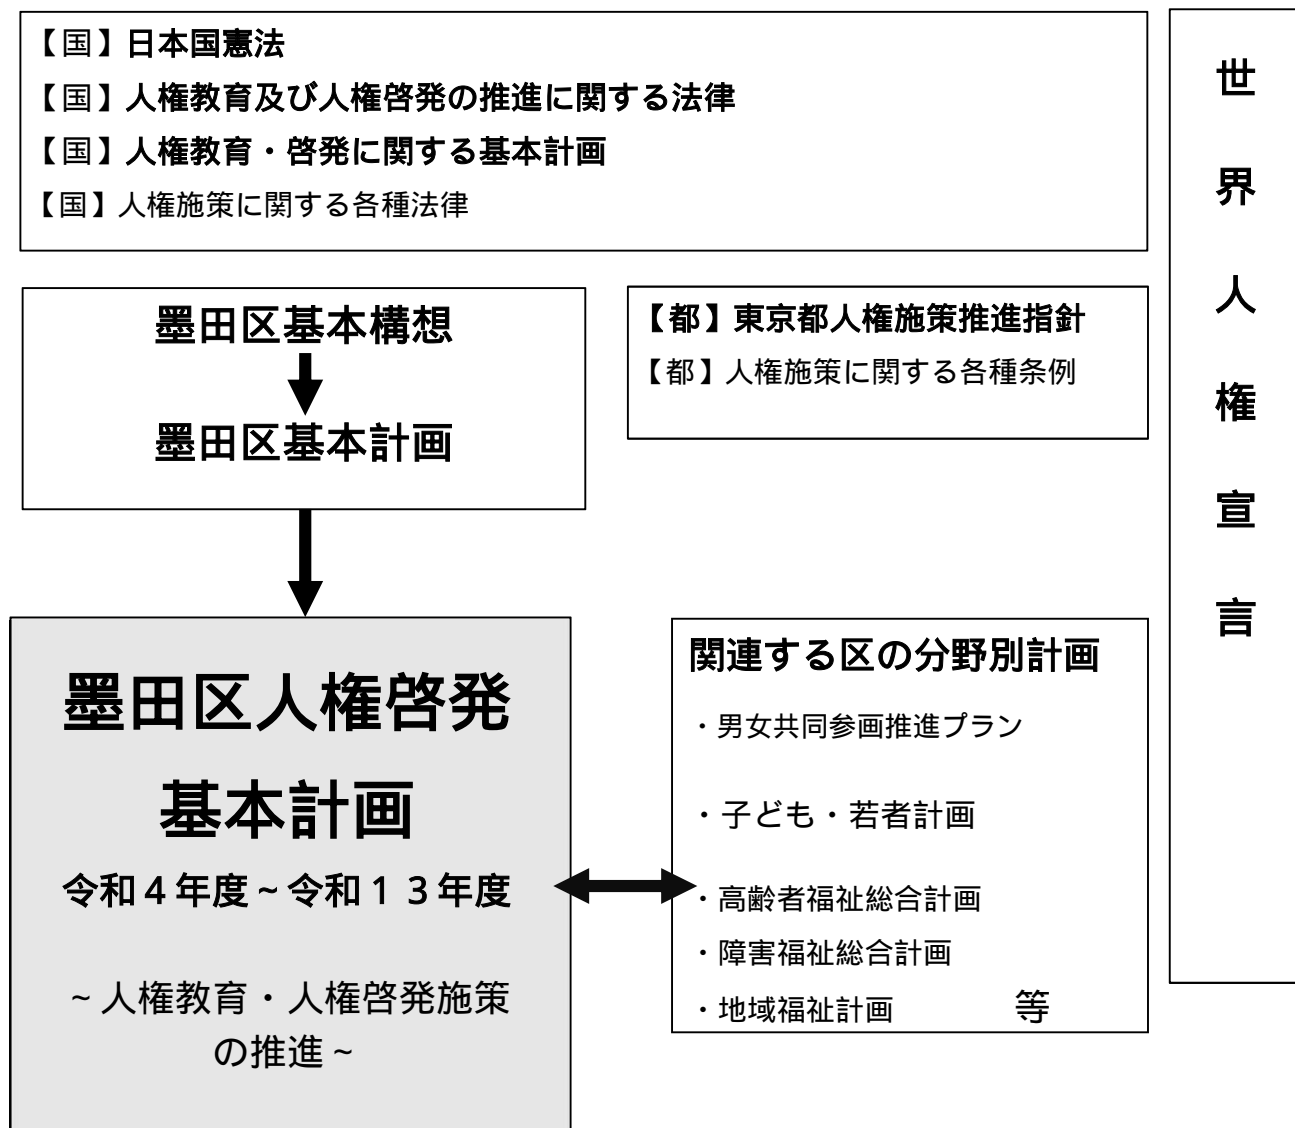 【国】日本国憲法
【国】人権教育及び人権啓発の推進に関する法律
【国】人権教育・啓発に関する基本計画
【国】人権施策に関する各種法律
世界人権宣言
墨田区基本構想
墨田区基本計画
【都】東京都人権施策推進指針
【都】人権施策に関する各種条例
墨田区人権啓発
基本計画
令和４年度～令和１３年度
～人権教育・人権啓発施策
の推進～
関連する区の分野別計画
・男女共同参画推進プラン
・子ども・若者計画
・高齢者福祉総合計画
・障害福祉総合計画
・地域福祉計画　　　　等